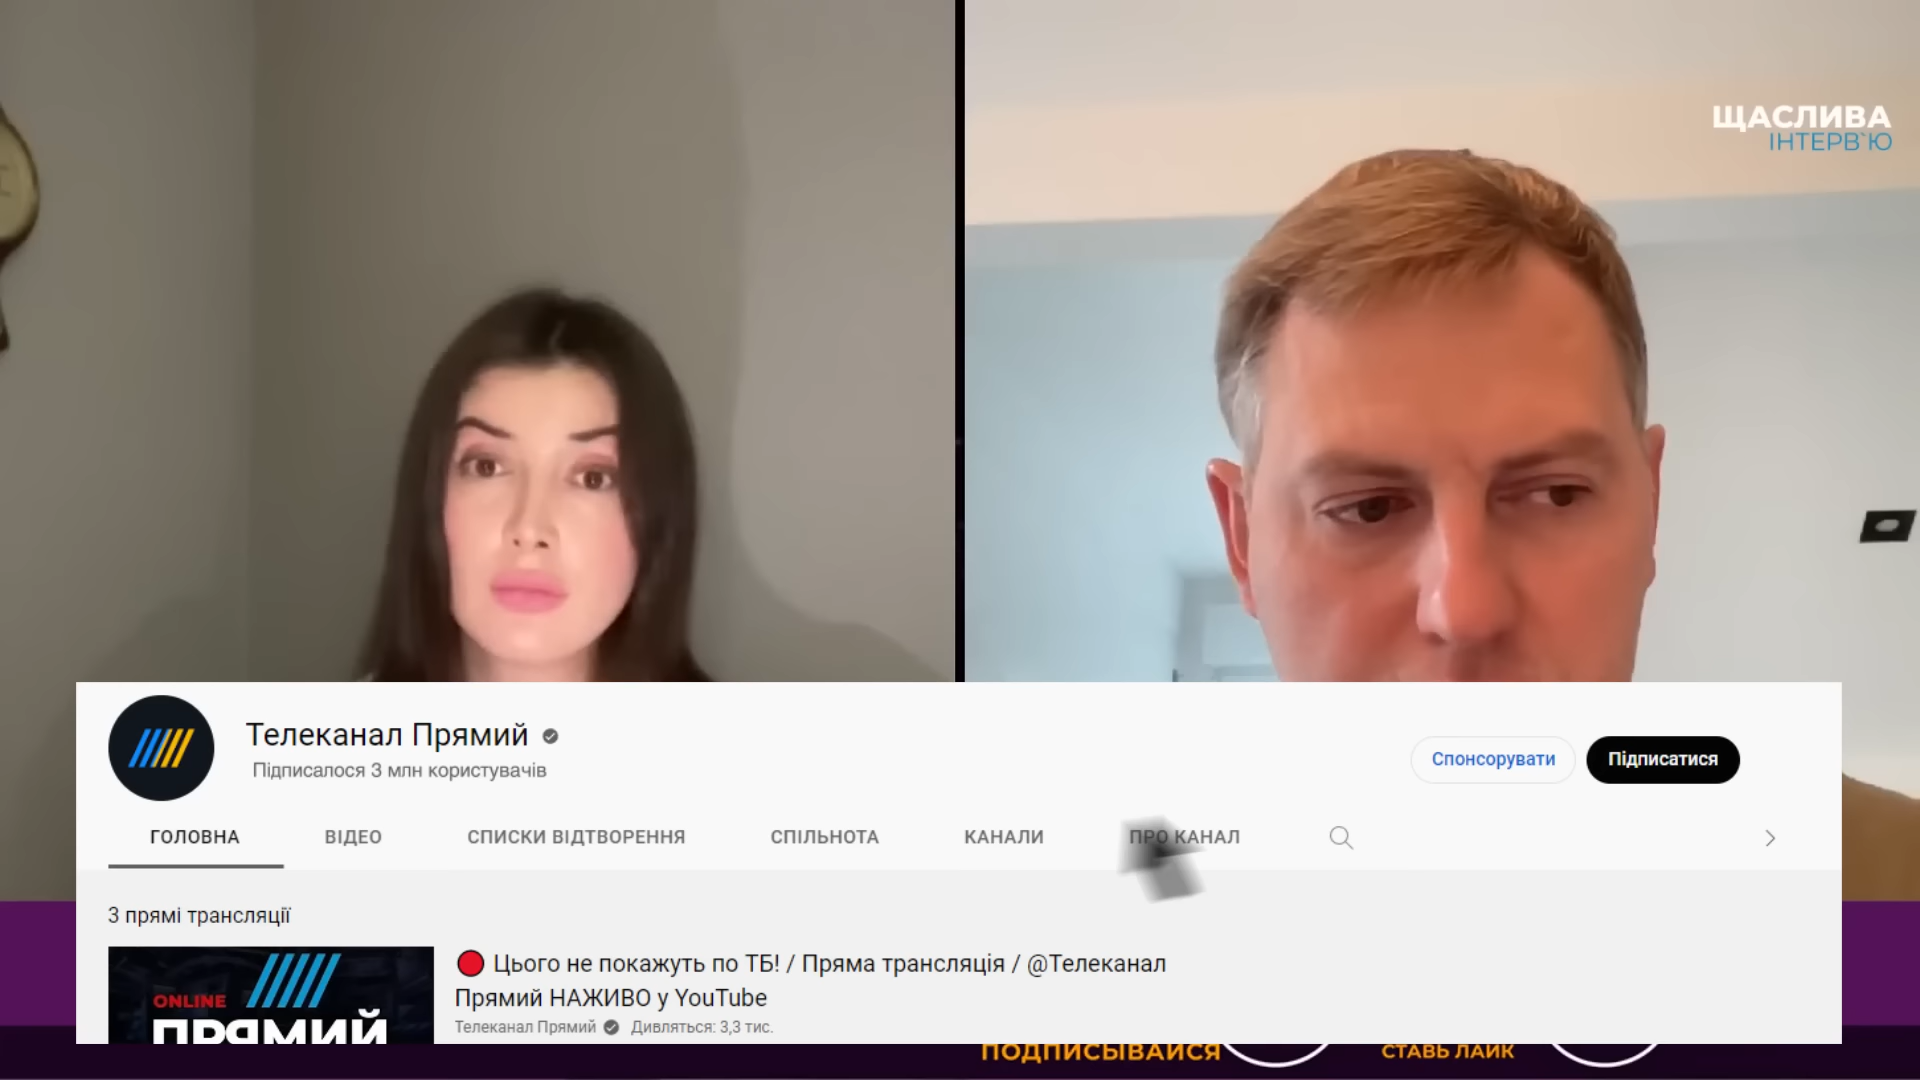 ЩАСЛИВА
ІНТЕРВ`Ю
Телеканал Прямий
Підписалося 3 млн користувачів
Спонсорувати
Підписатися
ГОЛОВНА
ВІДЕО
СПИСКИ ВІДТВОРЕННЯ
СПІЛЬНОТА
КАНАЛИ
ПРО КАНАЛ
3 прямі трансляції
ONLINE
ПРЯМИЙ
Цього не покажуть по ТБ! / Пряма трансляція / @Телеканал
Прямий НАЖИВО у YouTube
Телеканал Прямий Дивляться: 3,3 тис.
ПОДПИСЫВАЙСЯ
СТАВЬ ЛАЙК